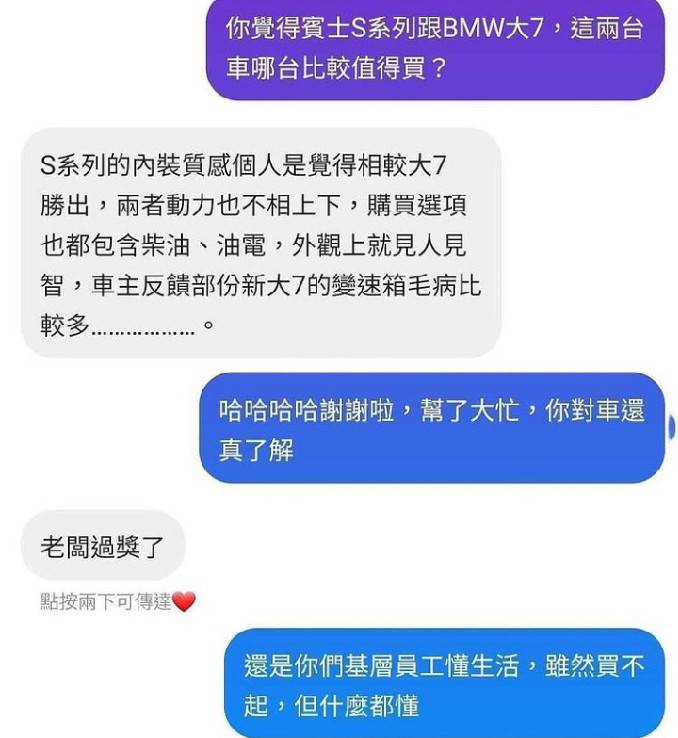 你覺得賓士S系列跟BMW大7，這兩台
車哪台比較值得買？
S系列的內裝質感個人是覺得相較大7
勝出，兩者動力也不相上下，購買選項
也都包含柴油、油電，外觀上就見人見
智，車主反饋部份新大7的變速箱毛病比
較多………………。
哈哈哈哈謝謝啦，幫了大忙，你對車還
真了解
老闆過獎了
點按兩下可傳達❤️
還是你們基層員工懂生活，雖然買不
起，但什麼都懂